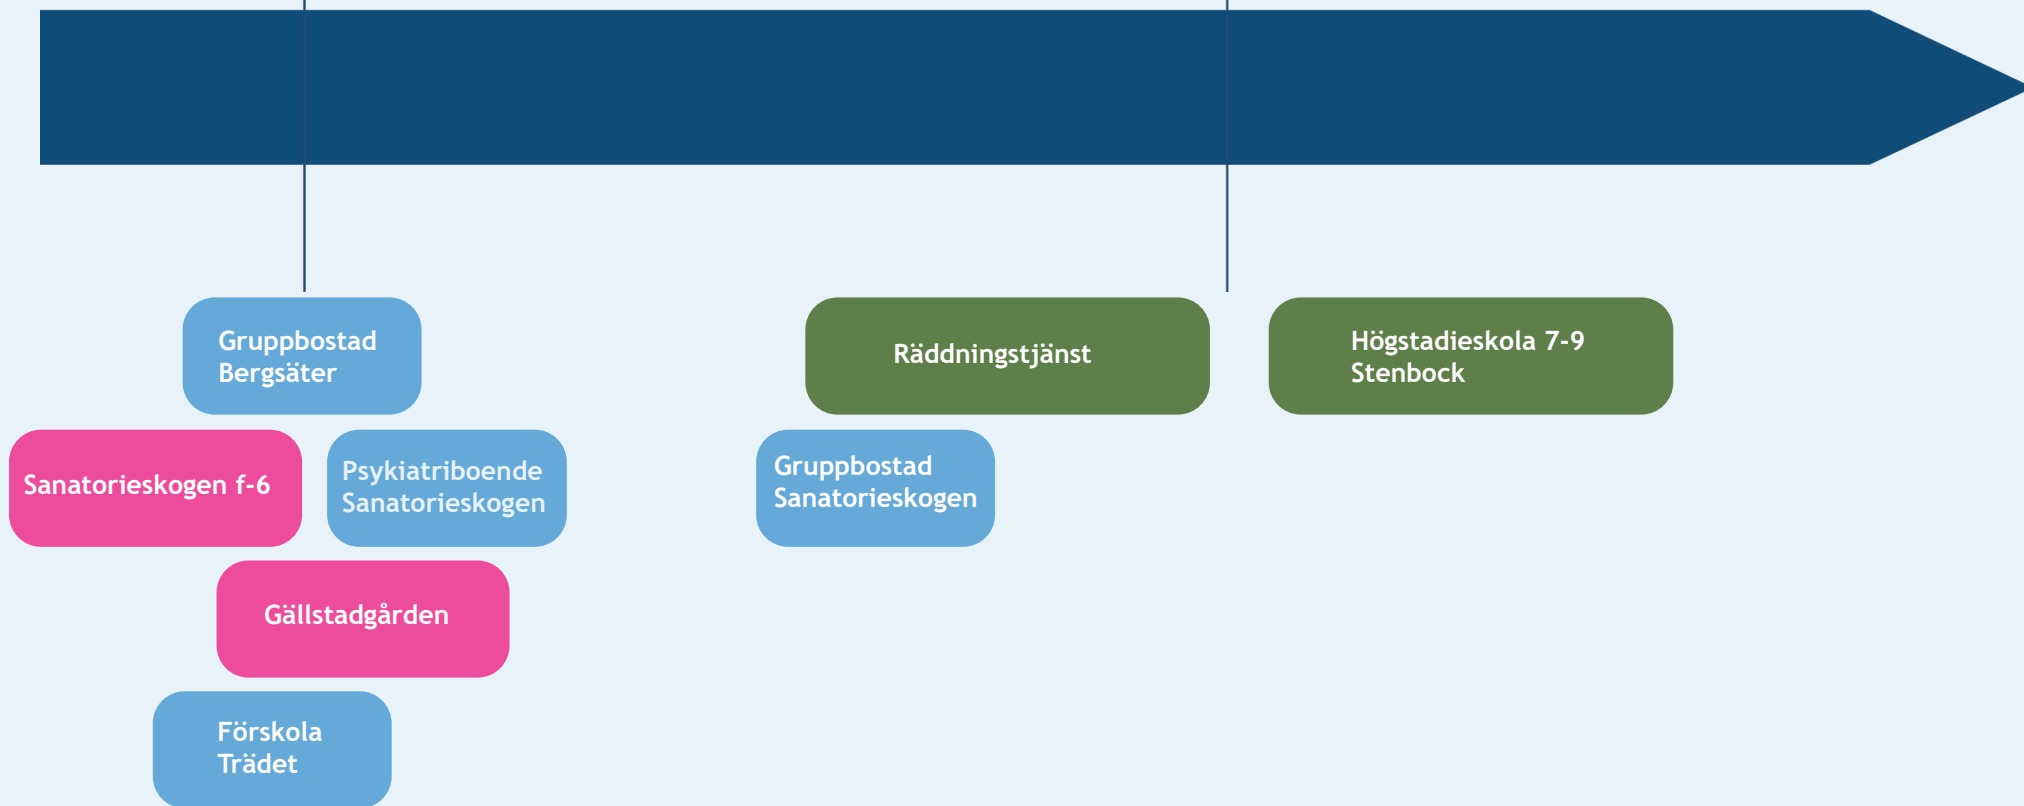 Gruppbostad
Bergsäter
Räddningstjänst
Högstadieskola 7-9
Stenbock
Sanatorieskogen f-6
Psykiatriboende
Sanatorieskogen
Gruppbostad
Sanatorieskogen
Gällstadgården
Förskola
Trädet